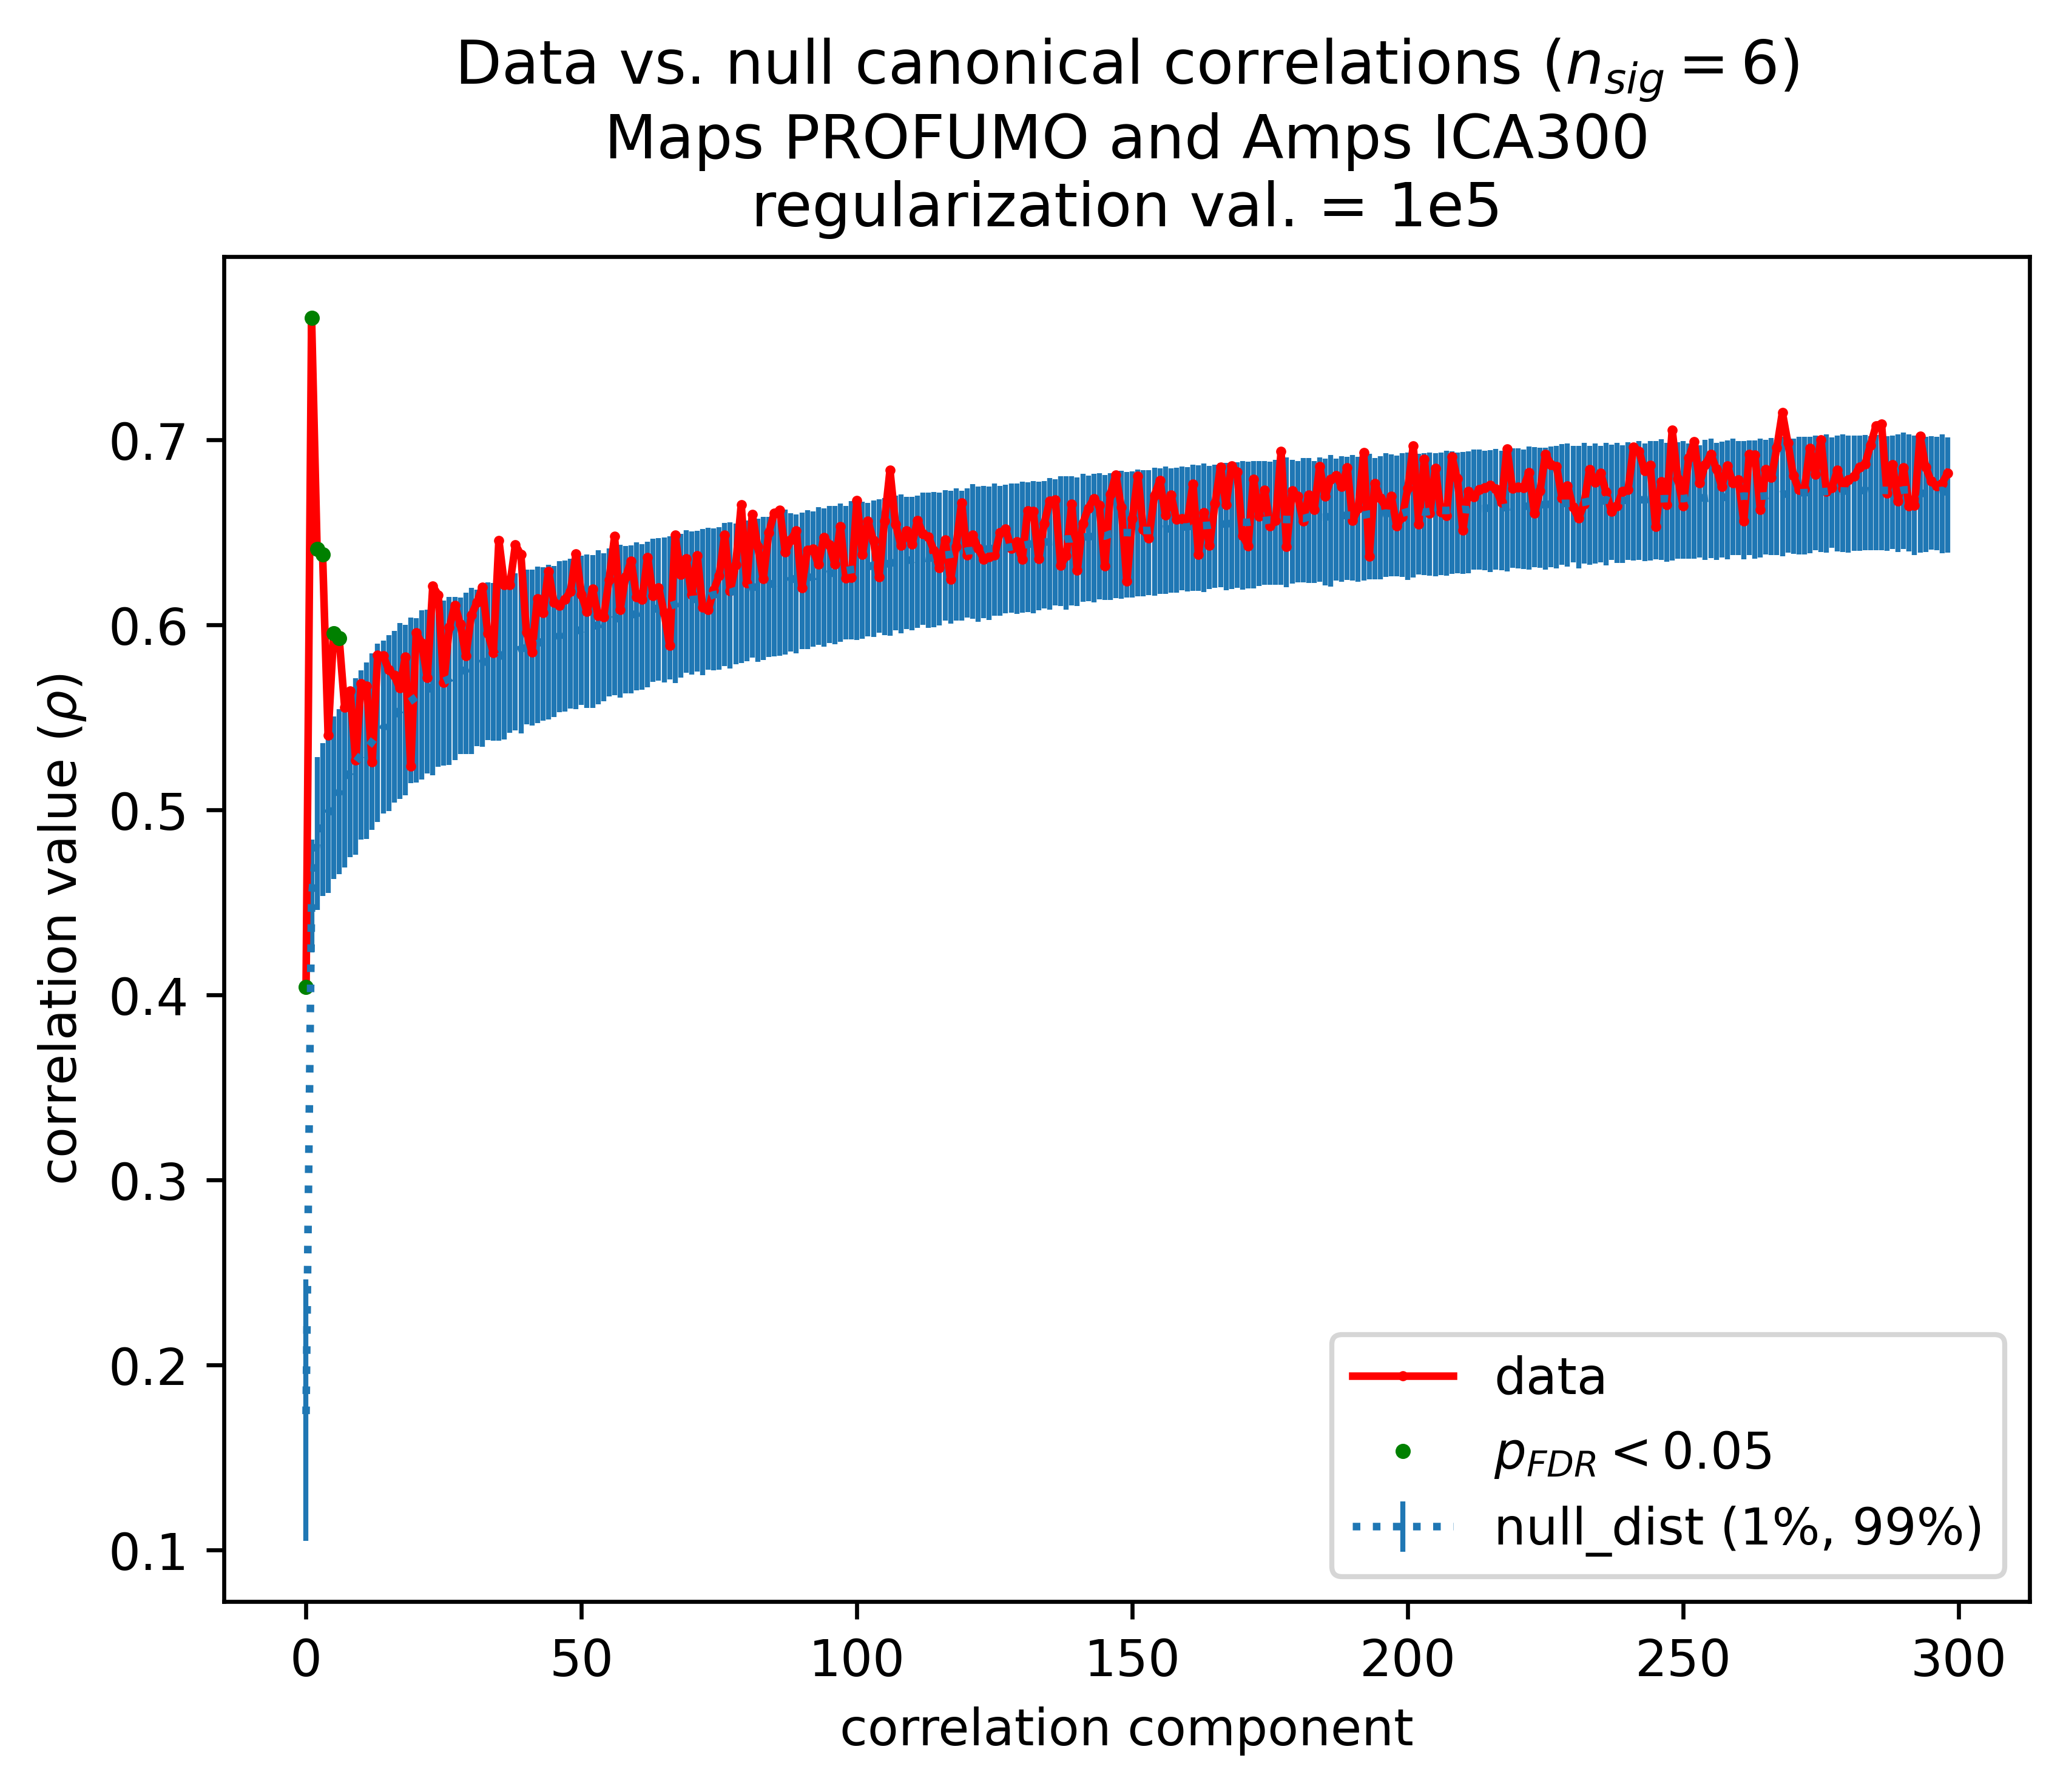 Data vs. null canonical correlations (n_sig = 6)
Maps PROFUMO and Amps ICA300
regularization val. = 1e5
correlation value (ρ)
0.7
0.6
0.5
0.4
0.3
0.2
0.1
data
p_FDR < 0.05
null_dist (1%, 99%)
0 50 100 150 200 250 300
correlation component